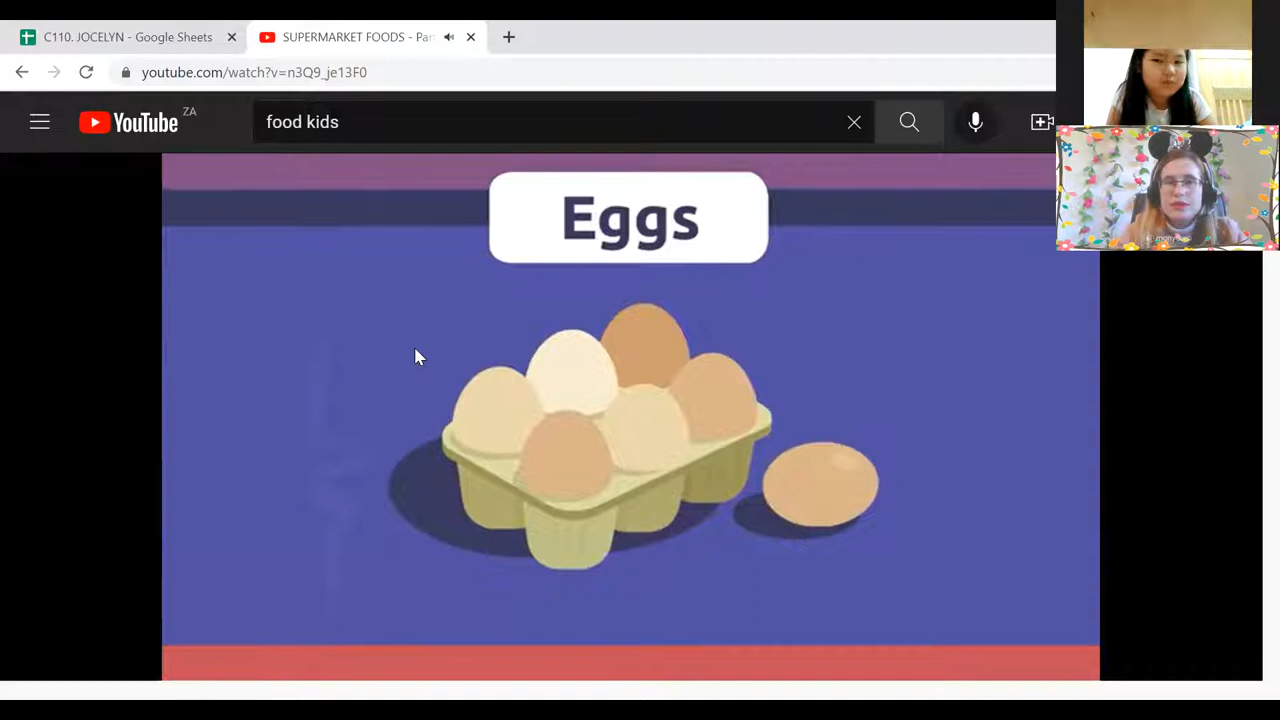 C110. JOCELYN - Google Sheets
SUPERMARKET FOODS - Par
youtube.com/watch?v=n3Q9_je13F0
YouTube ZA
food kids
Eggs